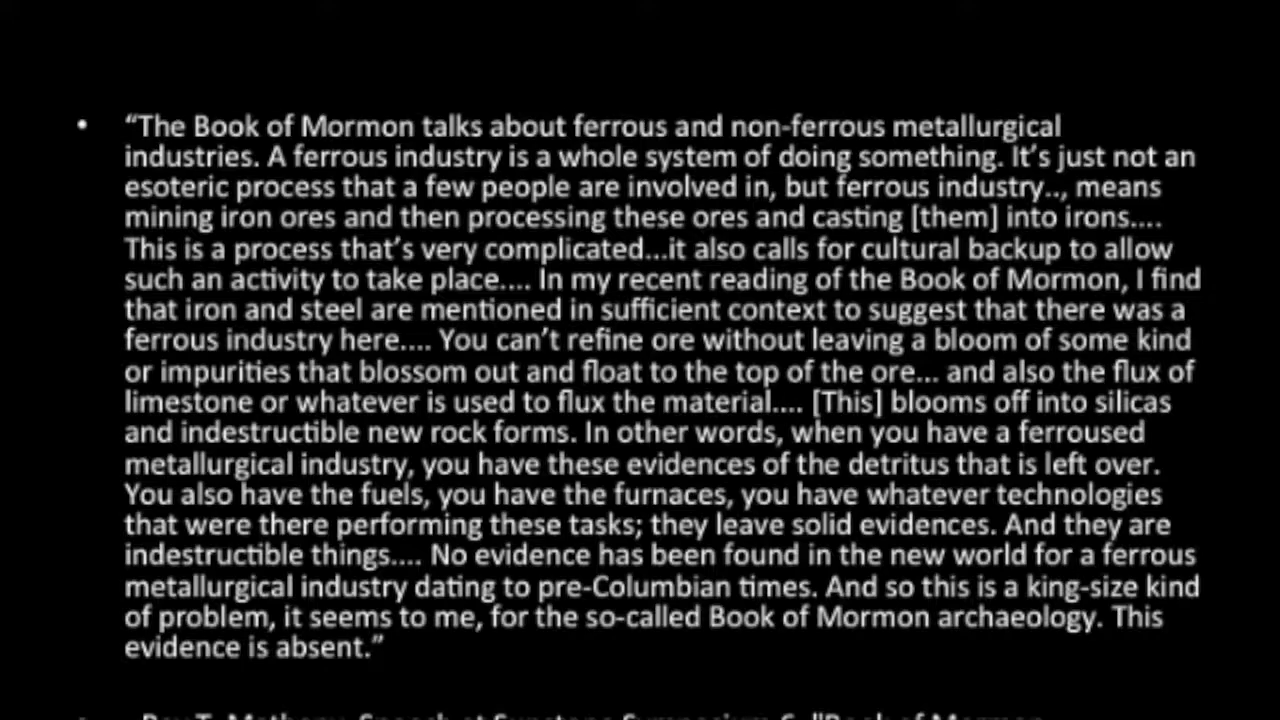 • “The Book of Mormon talks about ferrous and non-ferrous metallurgical
industries. A ferrous industry is a whole system of doing something. It’s just not an
esoteric process that a few people are involved in, but ferrous industry.., means
mining iron ores and then processing these ores and casting [them] into irons....
This is a process that’s very complicated...it also calls for cultural backup to allow
such an activity to take place.... In my recent reading of the Book of Mormon, I find
that iron and steel are mentioned in sufficient context to suggest that there was a
ferrous industry here.... You can’t refine ore without leaving a bloom of some kind
or impurities that blossom out and float to the top of the ore... and also the flux of
limestone or whatever is used to flux the material.... [This] blooms off into silicas
and indestructible new rock forms. In other words, when you have a ferroused
metallurgical industry, you have these evidences of the detritus that is left over.
You also have the fuels, you have the furnaces, you have whatever technologies
that were there performing these tasks; they leave solid evidences. And they are
indestructible things.... No evidence has been found in the new world for a ferrous
metallurgical industry dating to pre-Columbian times. And so this is a king-size kind
of problem, it seems to me, for the so-called Book of Mormon archaeology. This
evidence is absent.”
Ray T. Matheny, Speech at Sunstone Symposium 6, "Book of Mormon